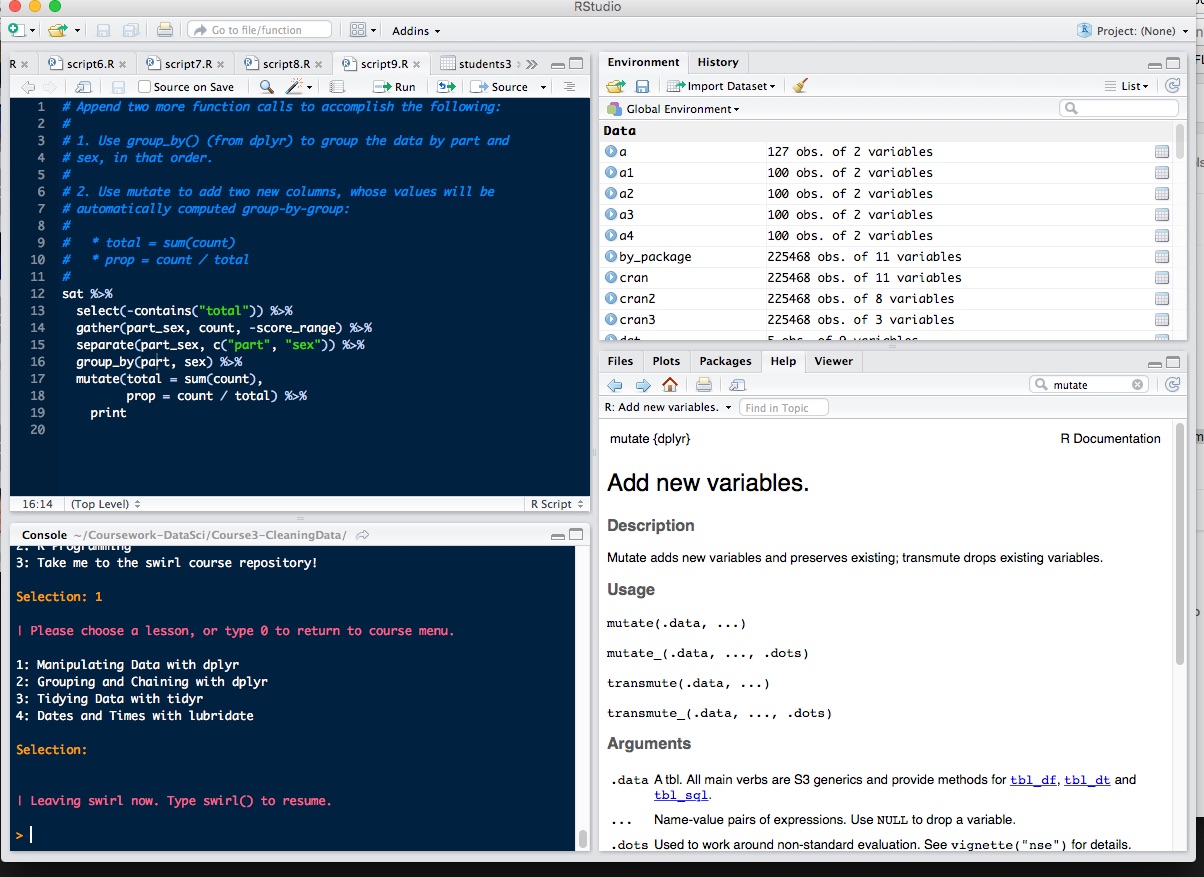 RStudio
Go to file/function
Addins
Project: (None)
R
script6.R
script7.R
script8.R
script9.R
students3
Source on Save
Run
Source
1 # Append two more function calls to accomplish the following:
2 #
3 # 1. Use group_by() (from dplyr) to group the data by part and
4 # sex, in that order.
5 #
6 # 2. Use mutate to add two new columns, whose values will be
7 # automatically computed group-by-group:
8 #
9 #   * total = sum(count)
10 #   * prop = count / total
11 #
12 sat %>%
13   select(-contains("total")) %>%
14   gather(part_sex, count, -score_range) %>%
15   separate(part_sex, c("part", "sex")) %>%
16   group_by(part, sex) %>%
17   mutate(total = sum(count),
18          prop = count / total) %>%
19     print
20
16:14 (Top Level) R Script
Console ~/Coursework-DataSci/Course3-CleaningData/
2: R Programming
3: Take me to the swirl course repository!
Selection: 1
| Please choose a lesson, or type 0 to return to course menu.
1: Manipulating Data with dplyr
2: Grouping and Chaining with dplyr
3: Tidying Data with tidyr
4: Dates and Times with lubridate
Selection:
| Leaving swirl now. Type swirl() to resume.
>
Environment History
Import Dataset List
Global Environment
Data
a 127 obs. of 2 variables
a1 100 obs. of 2 variables
a2 100 obs. of 2 variables
a3 100 obs. of 2 variables
a4 100 obs. of 2 variables
by_package 225468 obs. of 11 variables
cran 225468 obs. of 11 variables
cran2 225468 obs. of 8 variables
cran3 225468 obs. of 3 variables
Files Plots Packages Help Viewer
mutate
R: Add new variables. Find in Topic
mutate {dplyr} R Documentation
Add new variables.
Description
Mutate adds new variables and preserves existing; transmute drops existing variables.
Usage
mutate(.data, ...)
mutate_(.data, ..., .dots)
transmute(.data, ...)
transmute_(.data, ..., .dots)
Arguments
.data A tbl. All main verbs are S3 generics and provide methods for tbl_df, tbl_dt and
tbl_sql.
... Name-value pairs of expressions. Use NULL to drop a variable.
.dots Used to work around non-standard evaluation. See vignette("nse") for details.